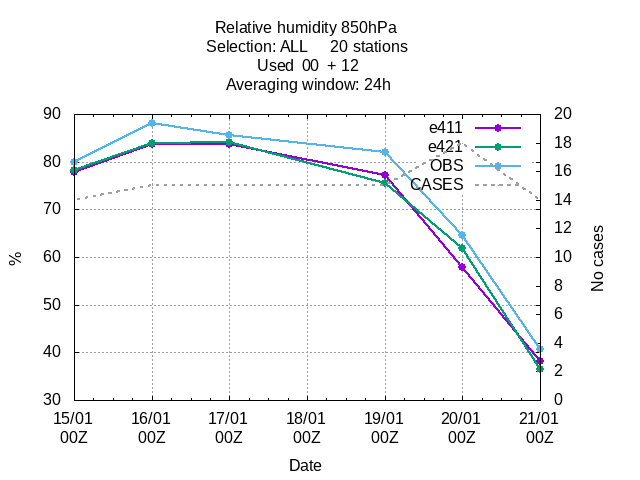 Relative humidity 850hPa
Selection: ALL     20 stations
Used  00  + 12
Averaging window: 24h
90
80
70
60
50
40
30
%
20
18
16
14
12
10
8
6
4
2
0
No cases
e411
e421
OBS
CASES
15/01 16/01 17/01 18/01 19/01 20/01 21/01
00Z 00Z 00Z 00Z 00Z 00Z 00Z
Date